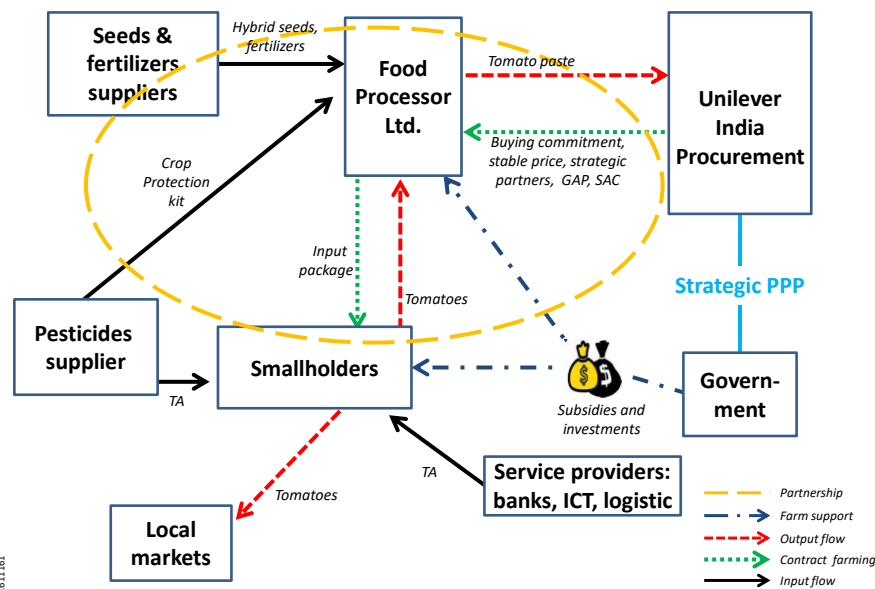 Seeds &
fertilizers
suppliers
Hybrid seeds,
fertilizers
Food
Processor
Ltd.
Tomato paste
Unilever
India
Procurement
Buying commitment,
stable price, strategic
partners, GAP, SAC
Crop
Protection
kit
Input
package
Tomatoes
Strategic PPP
Pesticides
supplier
TA
Smallholders
$
$
Subsidies and
investments
Govern-
ment
Tomatoes
TA
Service providers:
banks, ICT, logistic
Local
markets
Partnership
Farm support
Output flow
Contract farming
Input flow